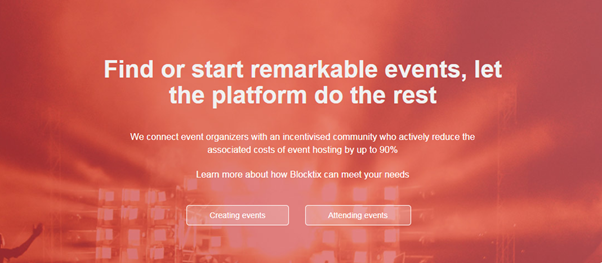 Find or start remarkable events, let
the platform do the rest
We connect event organizers with an incentivised community who actively reduce the
associated costs of event hosting by up to 90%
Learn more about how Blocktix can meet your needs
Creating events
Attending events